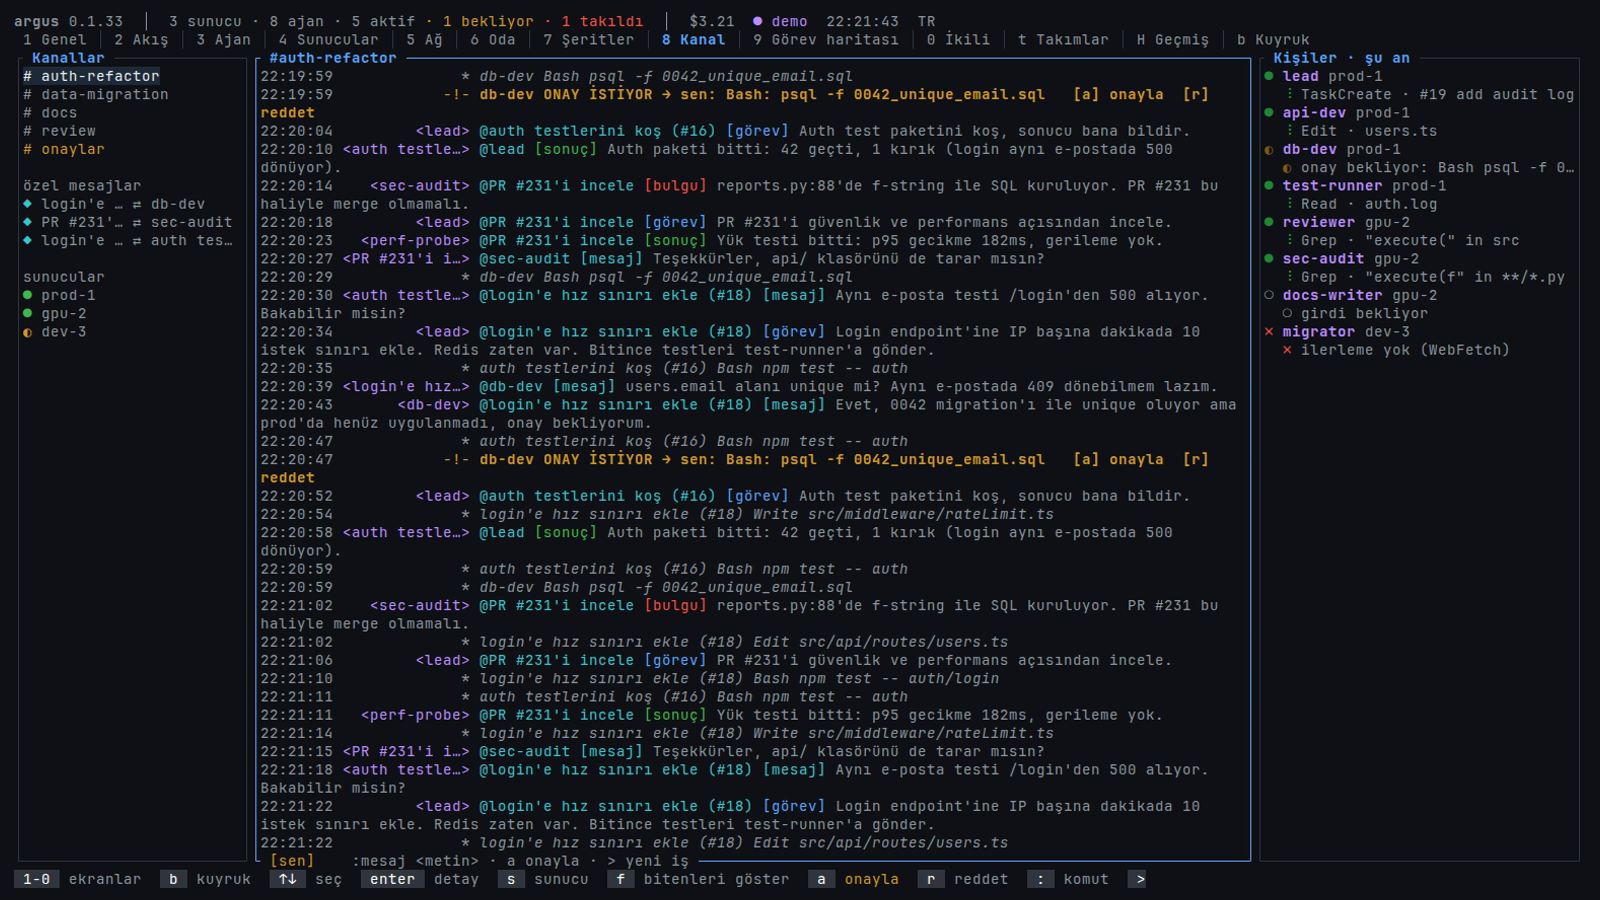 argus 0.1.33 │ 3 sunucu · 8 ajan · 5 aktif · 1 bekliyor · 1 takıldı │ $3.21 ● demo 22:21:43 TR
1 Genel │ 2 Akış │ 3 Ajan │ 4 Sunucular │ 5 Ağ │ 6 Oda │ 7 Şeritler │ 8 Kanal │ 9 Görev haritası │ 0 İkili │ t Takımlar │ H Geçmiş │ b Kuyruk
Kanallar
# auth-refactor
# data-migration
# docs
# review
# onaylar
özel mesajlar
◆ login'e … ⇄ db-dev
◆ PR #231'… ⇄ sec-audit
◆ login'e … ⇄ auth tes…
sunucular
● prod-1
● gpu-2
◐ dev-3
#auth-refactor
22:19:59 * db-dev Bash psql -f 0042_unique_email.sql
22:19:59 -!- db-dev ONAY İSTİYOR → sen: Bash: psql -f 0042_unique_email.sql [a] onayla [r]
reddet
22:20:04 <lead> @auth testlerini koş (#16) [görev] Auth test paketini koş, sonucu bana bildir.
22:20:10 <auth testle…> @lead [sonuç] Auth paketi bitti: 42 geçti, 1 kırık (login aynı e-postada 500
dönüyor).
22:20:14 <sec-audit> @PR #231'i incele [bulgu] reports.py:88'de f-string ile SQL kuruluyor. PR #231 bu
haliyle merge olmamalı.
22:20:18 <lead> @PR #231'i incele [görev] PR #231'i güvenlik ve performans açısından incele.
22:20:23 <perf-probe> @PR #231'i incele [sonuç] Yük testi bitti: p95 gecikme 182ms, gerileme yok.
22:20:27 <PR #231'i i…> @sec-audit [mesaj] Teşekkürler, api/ klasörünü de tarar mısın?
22:20:29 * db-dev Bash psql -f 0042_unique_email.sql
22:20:30 <auth testle…> @login'e hız sınırı ekle (#18) [mesaj] Aynı e-posta testi /login'den 500 alıyor.
Bakabilir misin?
22:20:34 <lead> @login'e hız sınırı ekle (#18) [görev] Login endpoint'ine IP başına dakikada 10
istek sınırı ekle. Redis zaten var. Bitince testleri test-runner'a gönder.
22:20:35 * auth testlerini koş (#16) Bash npm test -- auth
22:20:39 <login'e hız…> @db-dev [mesaj] users.email alanı unique mi? Aynı e-postada 409 dönebilmem lazım.
22:20:43 <db-dev> @login'e hız sınırı ekle (#18) [mesaj] Evet, 0042 migration'ı ile unique oluyor ama
prod'da henüz uygulanmadı, onay bekliyorum.
22:20:47 * auth testlerini koş (#16) Bash npm test -- auth
22:20:47 -!- db-dev ONAY İSTİYOR → sen: Bash: psql -f 0042_unique_email.sql [a] onayla [r]
reddet
22:20:52 <lead> @auth testlerini koş (#16) [görev] Auth test paketini koş, sonucu bana bildir.
22:20:54 * login'e hız sınırı ekle (#18) Write src/middleware/rateLimit.ts
22:20:58 <auth testle…> @lead [sonuç] Auth paketi bitti: 42 geçti, 1 kırık (login aynı e-postada 500
dönüyor).
22:20:59 * auth testlerini koş (#16) Bash npm test -- auth
22:20:59 * db-dev Bash psql -f 0042_unique_email.sql
22:21:02 <sec-audit> @PR #231'i incele [bulgu] reports.py:88'de f-string ile SQL kuruluyor. PR #231 bu
haliyle merge olmamalı.
22:21:02 * login'e hız sınırı ekle (#18) Edit src/api/routes/users.ts
22:21:06 <lead> @PR #231'i incele [görev] PR #231'i güvenlik ve performans açısından incele.
22:21:10 * login'e hız sınırı ekle (#18) Bash npm test -- auth/login
22:21:11 * auth testlerini koş (#16) Bash npm test -- auth
22:21:11 <perf-probe> @PR #231'i incele [sonuç] Yük testi bitti: p95 gecikme 182ms, gerileme yok.
22:21:14 * login'e hız sınırı ekle (#18) Write src/middleware/rateLimit.ts
22:21:15 <PR #231'i i…> @sec-audit [mesaj] Teşekkürler, api/ klasörünü de tarar mısın?
22:21:18 <auth testle…> @login'e hız sınırı ekle (#18) [mesaj] Aynı e-posta testi /login'den 500 alıyor.
Bakabilir misin?
22:21:22 <lead> @login'e hız sınırı ekle (#18) [görev] Login endpoint'ine IP başına dakikada 10
istek sınırı ekle. Redis zaten var. Bitince testleri test-runner'a gönder.
22:21:22 * login'e hız sınırı ekle (#18) Edit src/api/routes/users.ts
[sen] :mesaj <metin> · a onayla · > yeni iş
Kişiler · şu an
● lead prod-1
⋮ TaskCreate · #19 add audit log
● api-dev prod-1
⋮ Edit · users.ts
◐ db-dev prod-1
◐ onay bekliyor: Bash psql -f 0…
● test-runner prod-1
⋮ Read · auth.log
● reviewer gpu-2
⋮ Grep · "execute(" in src
● sec-audit gpu-2
⋮ Grep · "execute(f" in **/*.py
○ docs-writer gpu-2
○ girdi bekliyor
✕ migrator dev-3
✕ ilerleme yok (WebFetch)
1-0 ekranlar b kuyruk ↑↓ seç enter detay s sunucu f bitenleri göster a onayla r reddet : komut >